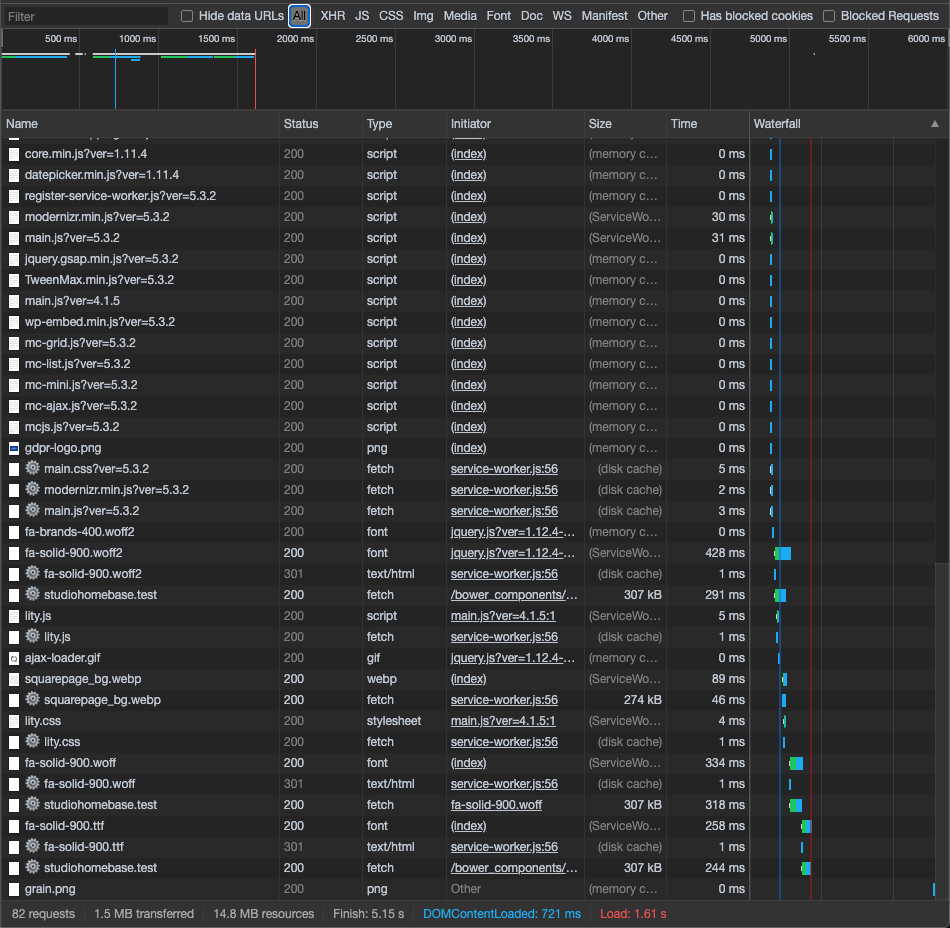 Filter Hide data URLs All XHR JS CSS Img Media Font Doc WS Manifest Other Has blocked cookies Blocked Requests
500 ms 1000 ms 1500 ms 2000 ms 2500 ms 3000 ms 3500 ms 4000 ms 4500 ms 5000 ms 5500 ms 6000 ms
Name Status Type Initiator Size Time Waterfall
core.min.js?ver=1.11.4 200 script (index) (memory c… 0 ms
datepicker.min.js?ver=1.11.4 200 script (index) (memory c… 0 ms
register-service-worker.js?ver=5.3.2 200 script (index) (memory c… 0 ms
modernizr.min.js?ver=5.3.2 200 script (index) (ServiceWo… 30 ms
main.js?ver=5.3.2 200 script (index) (ServiceWo… 31 ms
jquery.gsap.min.js?ver=5.3.2 200 script (index) (memory c… 0 ms
TweenMax.min.js?ver=5.3.2 200 script (index) (memory c… 0 ms
main.js?ver=4.1.5 200 script (index) (memory c… 0 ms
wp-embed.min.js?ver=5.3.2 200 script (index) (memory c… 0 ms
mc-grid.js?ver=5.3.2 200 script (index) (memory c… 0 ms
mc-list.js?ver=5.3.2 200 script (index) (memory c… 0 ms
mc-mini.js?ver=5.3.2 200 script (index) (memory c… 0 ms
mc-ajax.js?ver=5.3.2 200 script (index) (memory c… 0 ms
mcjs.js?ver=5.3.2 200 script (index) (memory c… 0 ms
gdpr-logo.png 200 png (index) (memory c… 0 ms
main.css?ver=5.3.2 200 fetch service-worker.js:56 (disk cache) 5 ms
modernizr.min.js?ver=5.3.2 200 fetch service-worker.js:56 (disk cache) 2 ms
main.js?ver=5.3.2 200 fetch service-worker.js:56 (disk cache) 3 ms
fa-brands-400.woff2 200 font jquery.js?ver=1.12.4-… (memory c… 0 ms
fa-solid-900.woff2 200 font jquery.js?ver=1.12.4-… (ServiceWo… 428 ms
fa-solid-900.woff2 301 text/html service-worker.js:56 (disk cache) 1 ms
studiohomebase.test 200 fetch /bower_components/… 307 kB 291 ms
lity.js 200 script main.js?ver=4.1.5:1 (ServiceWo… 5 ms
lity.js 200 fetch service-worker.js:56 (disk cache) 1 ms
ajax-loader.gif 200 gif jquery.js?ver=1.12.4-… (memory c… 0 ms
squarepage_bg.webp 200 webp (index) (ServiceWo… 89 ms
squarepage_bg.webp 200 fetch service-worker.js:56 274 kB 46 ms
lity.css 200 stylesheet main.js?ver=4.1.5:1 (ServiceWo… 4 ms
lity.css 200 fetch service-worker.js:56 (disk cache) 1 ms
fa-solid-900.woff 200 font (index) (ServiceWo… 334 ms
fa-solid-900.woff 301 text/html service-worker.js:56 (disk cache) 1 ms
studiohomebase.test 200 fetch fa-solid-900.woff 307 kB 318 ms
fa-solid-900.ttf 200 font (index) (ServiceWo… 258 ms
fa-solid-900.ttf 301 text/html service-worker.js:56 (disk cache) 1 ms
studiohomebase.test 200 fetch /bower_components/… 307 kB 244 ms
grain.png 200 png Other (memory c… 0 ms
82 requests 1.5 MB transferred 14.8 MB resources Finish: 5.15 s DOMContentLoaded: 721 ms Load: 1.61 s